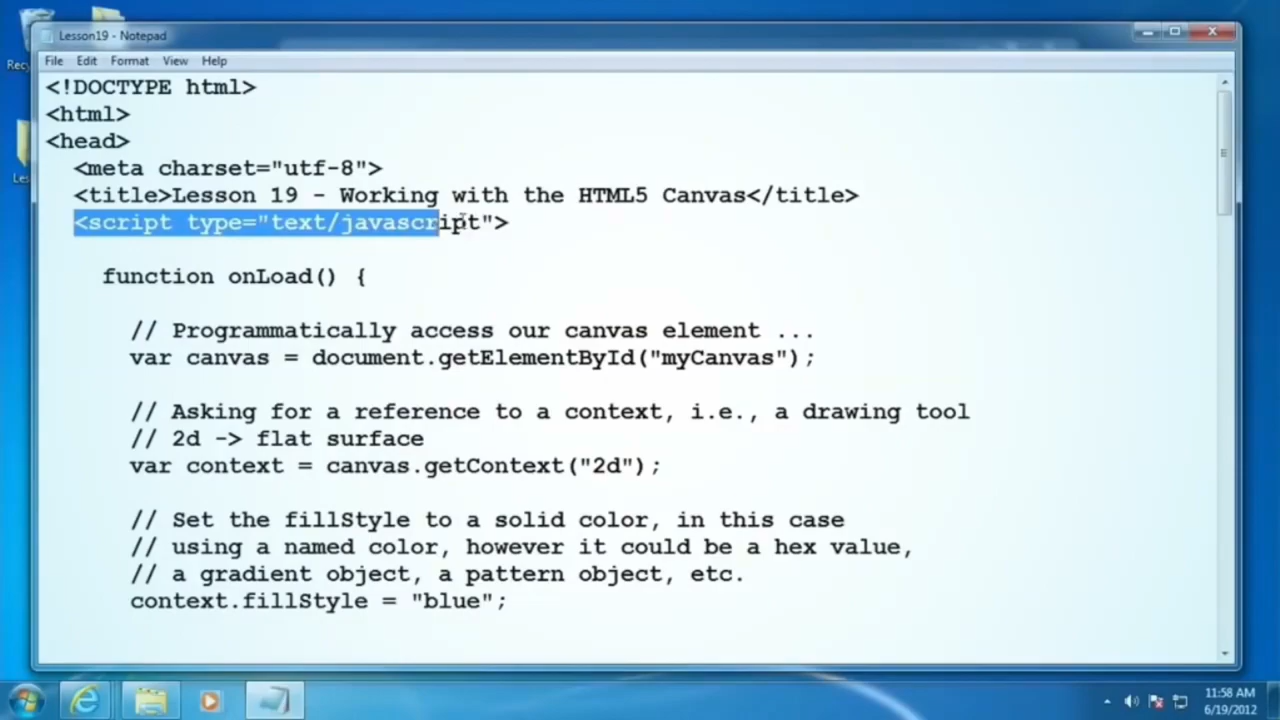 Lesson19 - Notepad
File Edit Format View Help
<!DOCTYPE html>
<html>
<head>
<meta charset="utf-8">
<title>Lesson 19 - Working with the HTML5 Canvas</title>
<script type="text/javascript">
function onLoad() {
// Programmatically access our canvas element ...
var canvas = document.getElementById("myCanvas");
// Asking for a reference to a context, i.e., a drawing tool
// 2d -> flat surface
var context = canvas.getContext("2d");
// Set the fillStyle to a solid color, in this case
// using a named color, however it could be a hex value,
// a gradient object, a pattern object, etc.
context.fillStyle = "blue";
11:58 AM
6/19/2012